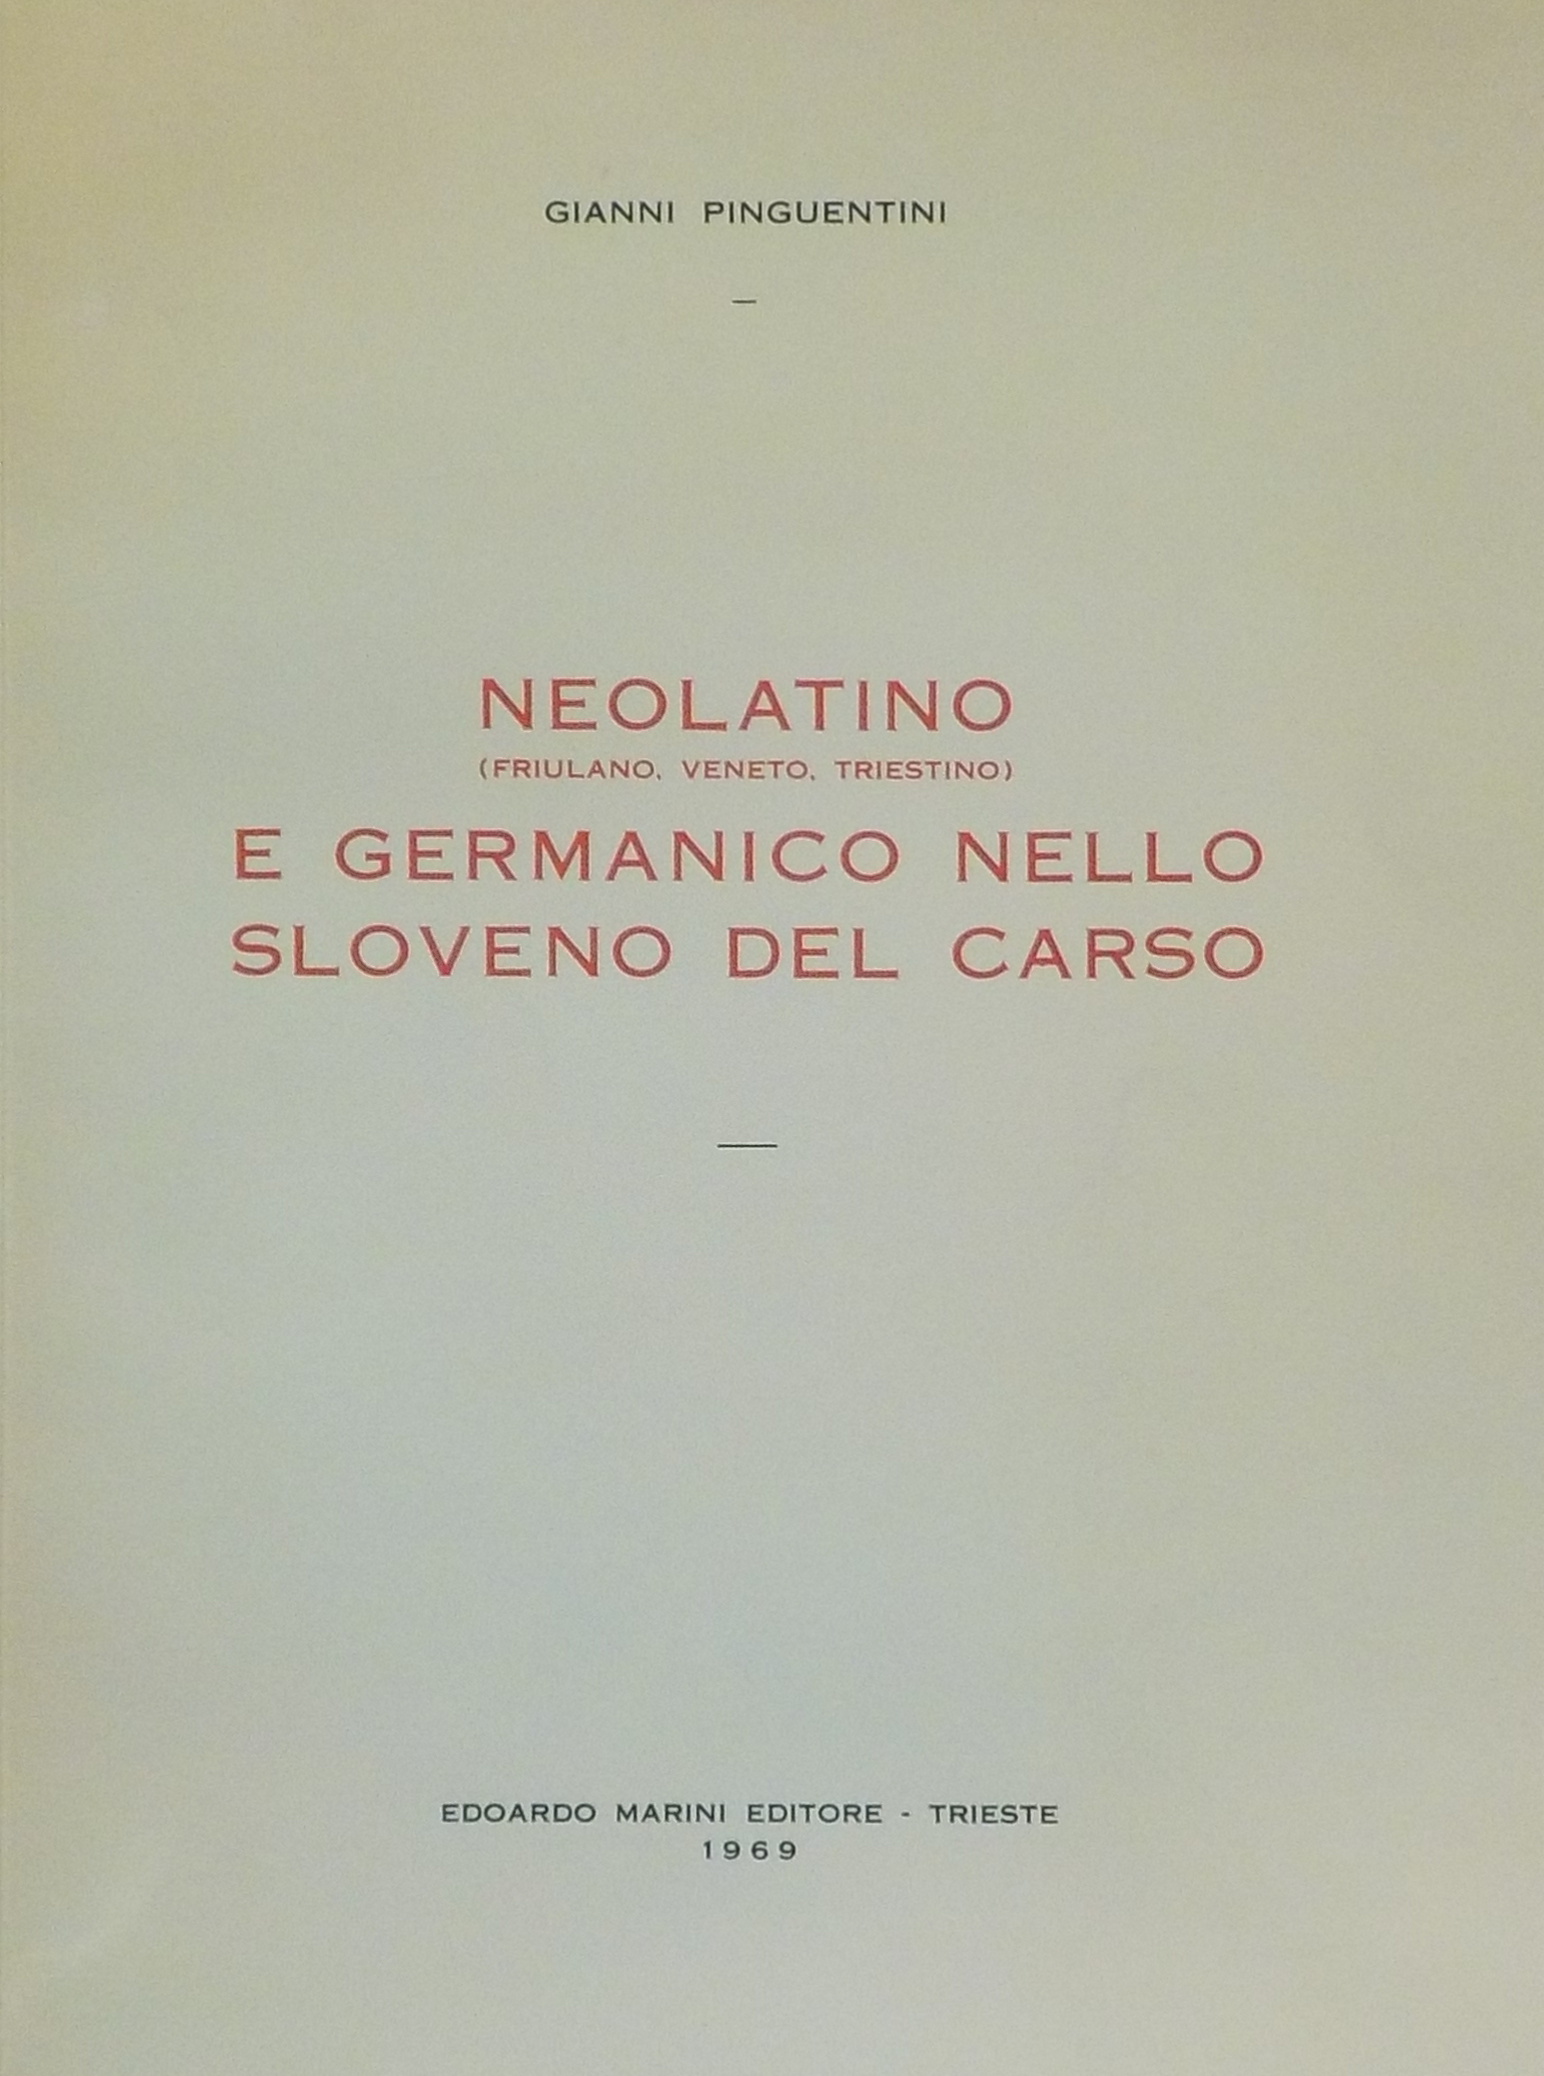 GIANNI PINGUENTINI
—
NEOLATINO
(FRIULANO, VENETO, TRIESTINO)
E GERMANICO NELLO
SLOVENO DEL CARSO
—
EDOARDO MARINI EDITORE - TRIESTE
1969